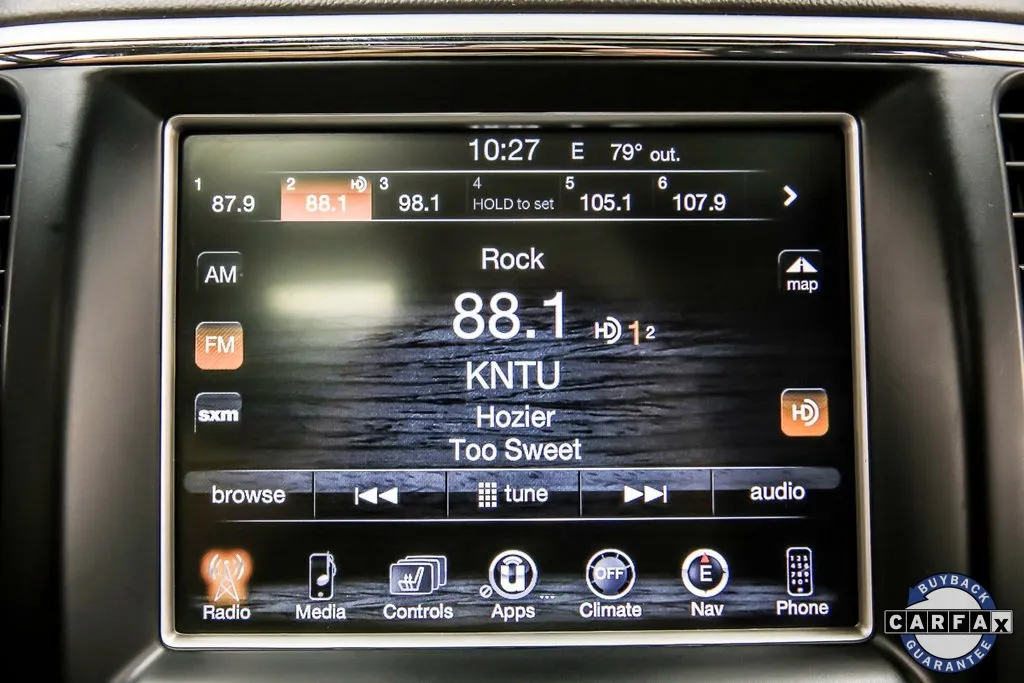 10:27 E 79° out.
1 87.9 2 HD 88.1 3 98.1 4 HOLD to set 5 105.1 6 107.9
AM
Rock
map
FM
88.1 HD 1 2
KNTU
sxm
Hozier
HD
Too Sweet
browse tune audio
OFF E
Radio Media Controls Apps Climate Nav Phone
BUYBACK
CARFAX
GUARANTEE